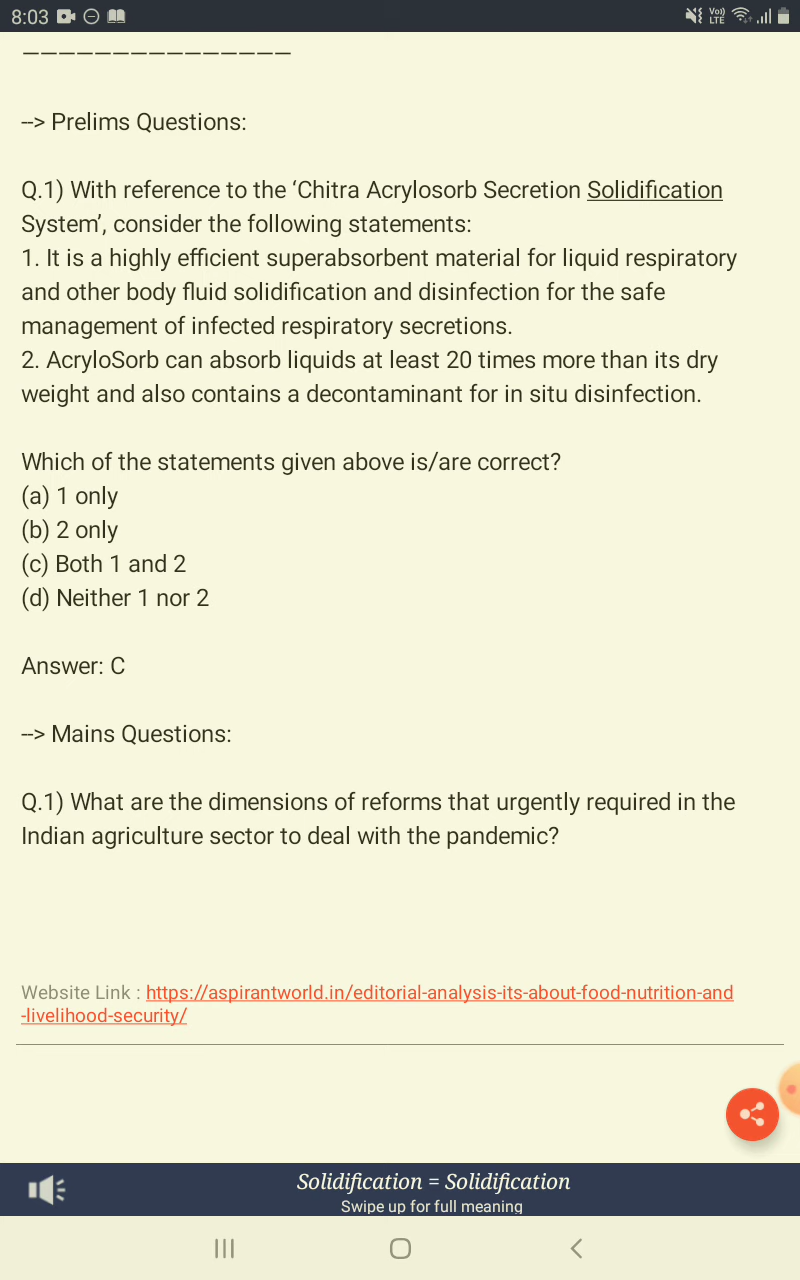 8:03
Vo)) LTE
_______________
--> Prelims Questions:
Q.1) With reference to the ‘Chitra Acrylosorb Secretion Solidification
System’, consider the following statements:
1. It is a highly efficient superabsorbent material for liquid respiratory
and other body fluid solidification and disinfection for the safe
management of infected respiratory secretions.
2. AcryloSorb can absorb liquids at least 20 times more than its dry
weight and also contains a decontaminant for in situ disinfection.
Which of the statements given above is/are correct?
(a) 1 only
(b) 2 only
(c) Both 1 and 2
(d) Neither 1 nor 2
Answer: C
--> Mains Questions:
Q.1) What are the dimensions of reforms that urgently required in the
Indian agriculture sector to deal with the pandemic?
Website Link : https://aspirantworld.in/editorial-analysis-its-about-food-nutrition-and
-livelihood-security/
Solidification = Solidification
Swipe up for full meaning